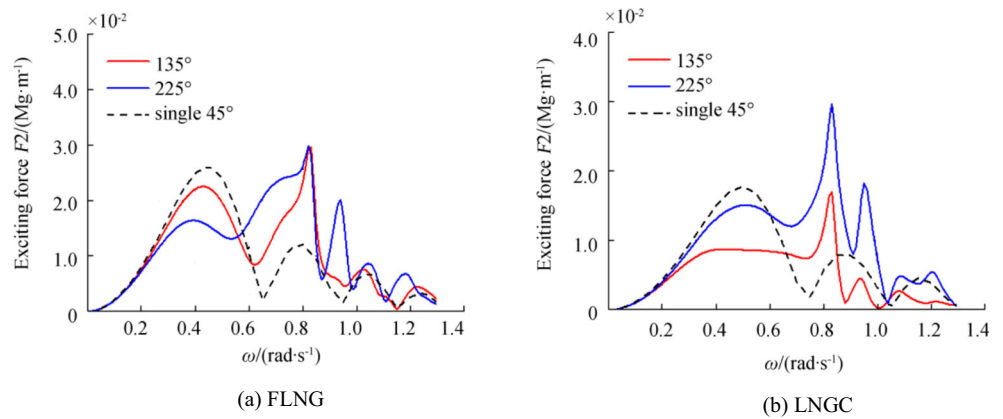 ×10⁻²
5.0
4.0
3.0
2.0
1.0
0
Exciting force F2/(Mg·m⁻¹)
135°
225°
single 45°
0.2 0.4 0.6 0.8 1.0 1.2 1.4
ω/(rad·s⁻¹)
(a) FLNG
×10⁻²
4.0
3.0
2.0
1.0
0
Exciting force F2/(Mg·m⁻¹)
135°
225°
single 45°
0.2 0.4 0.6 0.8 1.0 1.2 1.4
ω/(rad·s⁻¹)
(b) LNGC